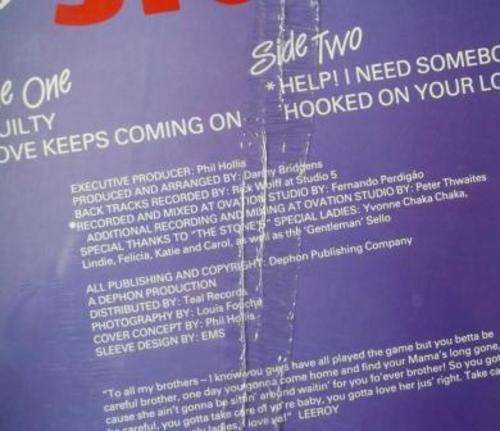 Side Two
e One
* HELP! I NEED SOMEBO
UILTY
HOOKED ON YOUR LO
OVE KEEPS COMING ON
EXECUTIVE PRODUCER: Phil Hollis
PRODUCED AND ARRANGED BY: Danny Bridgens
BACK TRACKS RECORDED BY: Rick Wolff at Studio 5
*RECORDED AND MIXED AT OVATION STUDIO BY: Fernando Perdigáo
ADDITIONAL RECORDING AND MIXING AT OVATION STUDIO BY: Peter Thwaites
SPECIAL THANKS TO "THE STONE'S" SPECIAL LADIES: Yvonne Chaka Chaka,
Lindie, Felicia, Katie and Carol, as well as the 'Gentleman' Sello
ALL PUBLISHING AND COPYRIGHT: Dephon Publishing Company
A DEPHON PRODUCTION
DISTRIBUTED BY: Teal Records
PHOTOGRAPHY BY: Louis Fouché
COVER CONCEPT BY: Phil Hollis
SLEEVE DESIGN BY: EMS
"To all my brothers – I know you guys have all played the game but you betta be
careful brother, one day you gonna come home and find your Mama's long gone,
cause she ain't gonna be sittin' around waitin' for you fo'ever brother! So you go
be careful, you gotta take care of yo're baby, you gotta love her jus' right. Take ca
ladies, I love ye!" LEEROY